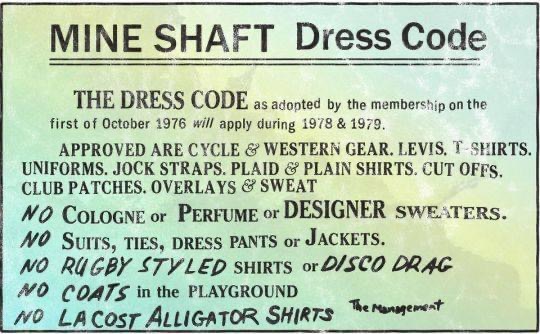 MINE SHAFT Dress Code
THE DRESS CODE as adopted by the membership on the
first of October 1976 will apply during 1978 & 1979.
APPROVED ARE CYCLE & WESTERN GEAR. LEVIS. T-SHIRTS.
UNIFORMS. JOCK STRAPS. PLAID & PLAIN SHIRTS. CUT OFFS.
CLUB PATCHES. OVERLAYS & SWEAT
NO COLOGNE or PERFUME or DESIGNER SWEATERS.
NO SUITS, TIES, DRESS PANTS or JACKETS.
NO RUGBY STYLED SHIRTS or DISCO DRAG
NO COATS in the PLAYGROUND
NO LACOST ALLIGATOR SHIRTS The Management